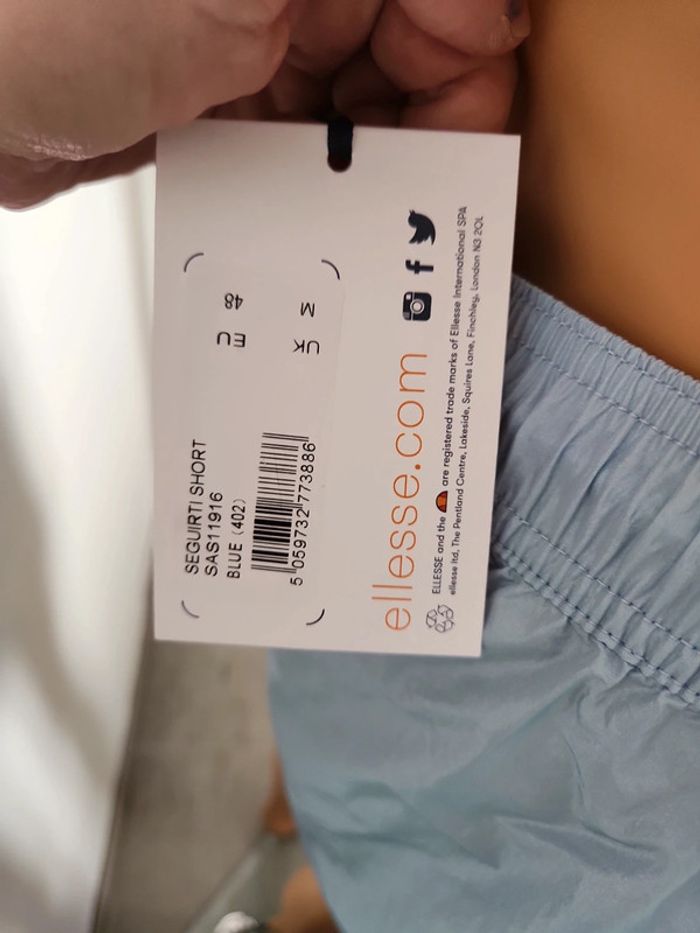 SEGUIRTI SHORT
SAS11916
BLUE (402)
EU 48
UK M
5 059732 773886
ellesse.com
ELLESSE and the are registered trade marks of Ellesse International SPA
ellesse ltd, The Pentland Centre, Lakeside, Squires Lane, Finchley, London N3 2QL